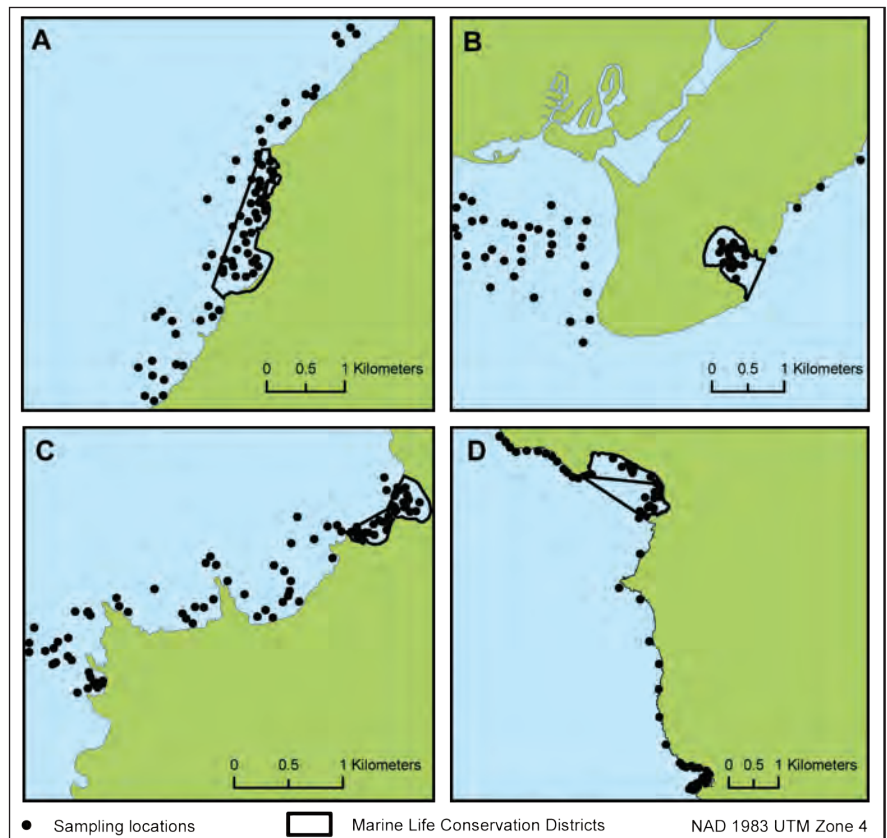 A
0 0.5 1 Kilometers
B
0 0.5 1 Kilometers
C
0 0.5 1 Kilometers
D
0 0.5 1 Kilometers
Sampling locations
Marine Life Conservation Districts
NAD 1983 UTM Zone 4